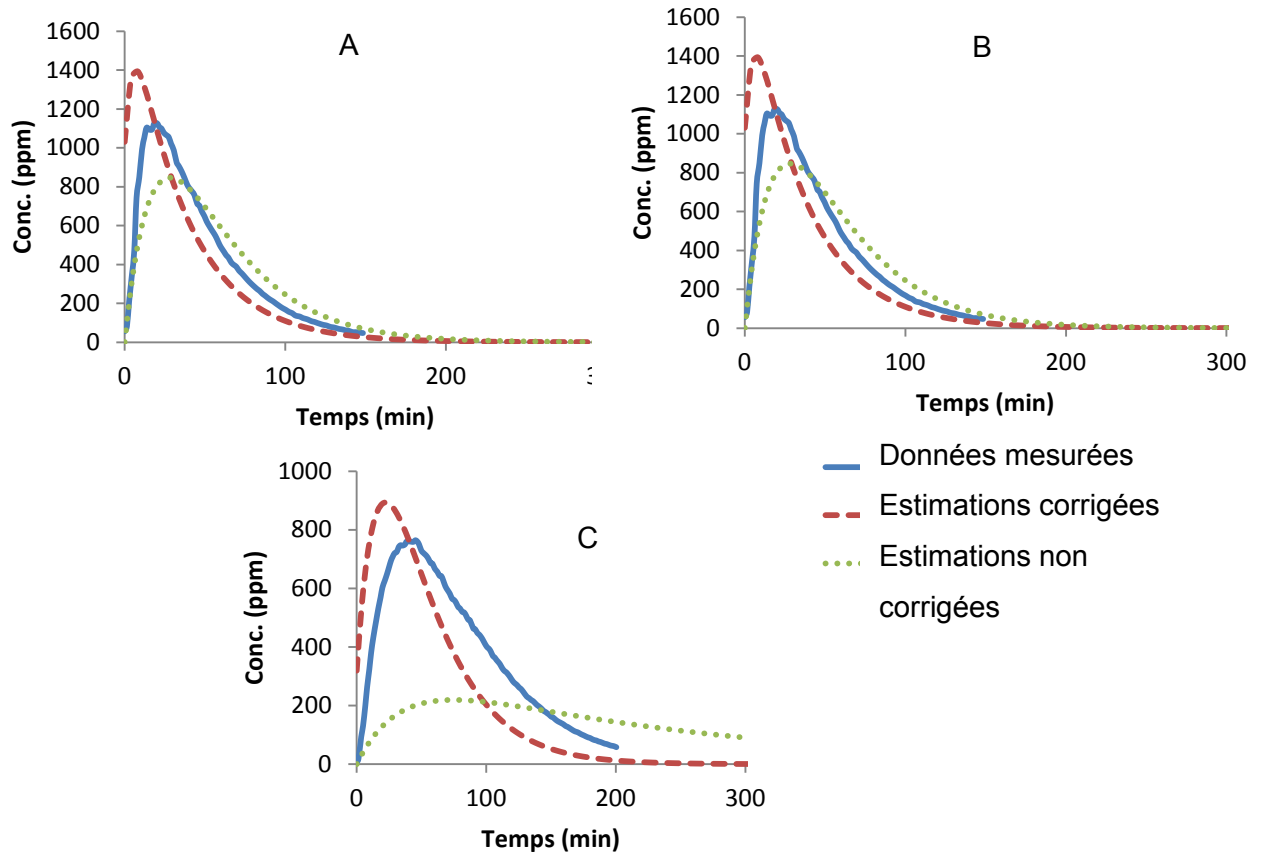 A
1600
1400
1200
1000
800
600
400
200
0
Conc. (ppm)
0 100 200
Temps (min)
B
1600
1400
1200
1000
800
600
400
200
0
Conc. (ppm)
0 100 200 300
Temps (min)
C
1000
800
600
400
200
0
Conc. (ppm)
0 100 200 300
Temps (min)
Données mesurées
Estimations corrigées
Estimations non
corrigées